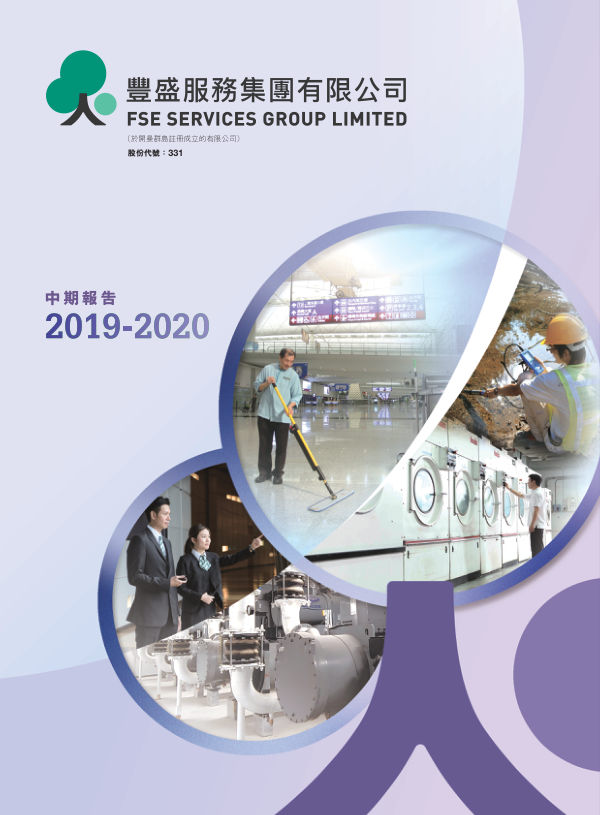 豐盛服務集團有限公司
FSE SERVICES GROUP LIMITED
(於開曼群島註冊成立的有限公司)
股份代號：331
中期報告
2019-2020